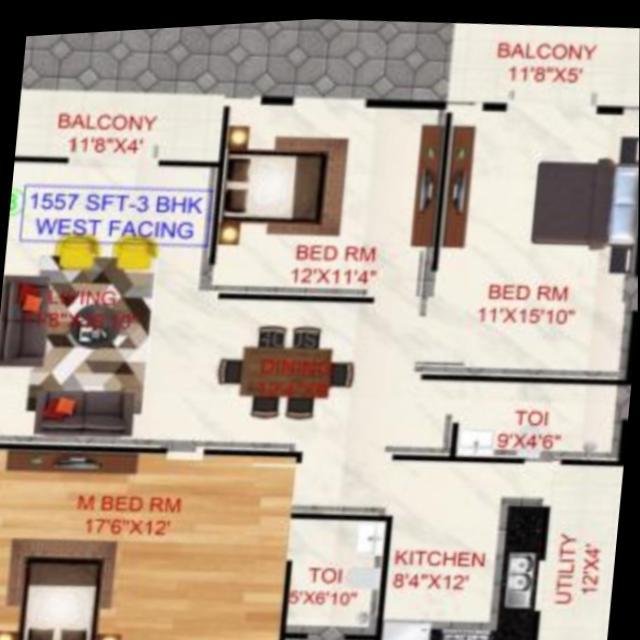 BALCONY
11'8"X5'
BALCONY
11'8"X4'
1557 SFT-3 BHK
WEST FACING
BED RM
12'X11'4"
BED RM
11'X15'10"
LIVING
DINING
TOI
9'X4'6"
M BED RM
17'6"X12'
TOI
5'X6'10"
KITCHEN
8'4"X12'
UTILITY
12'X4'